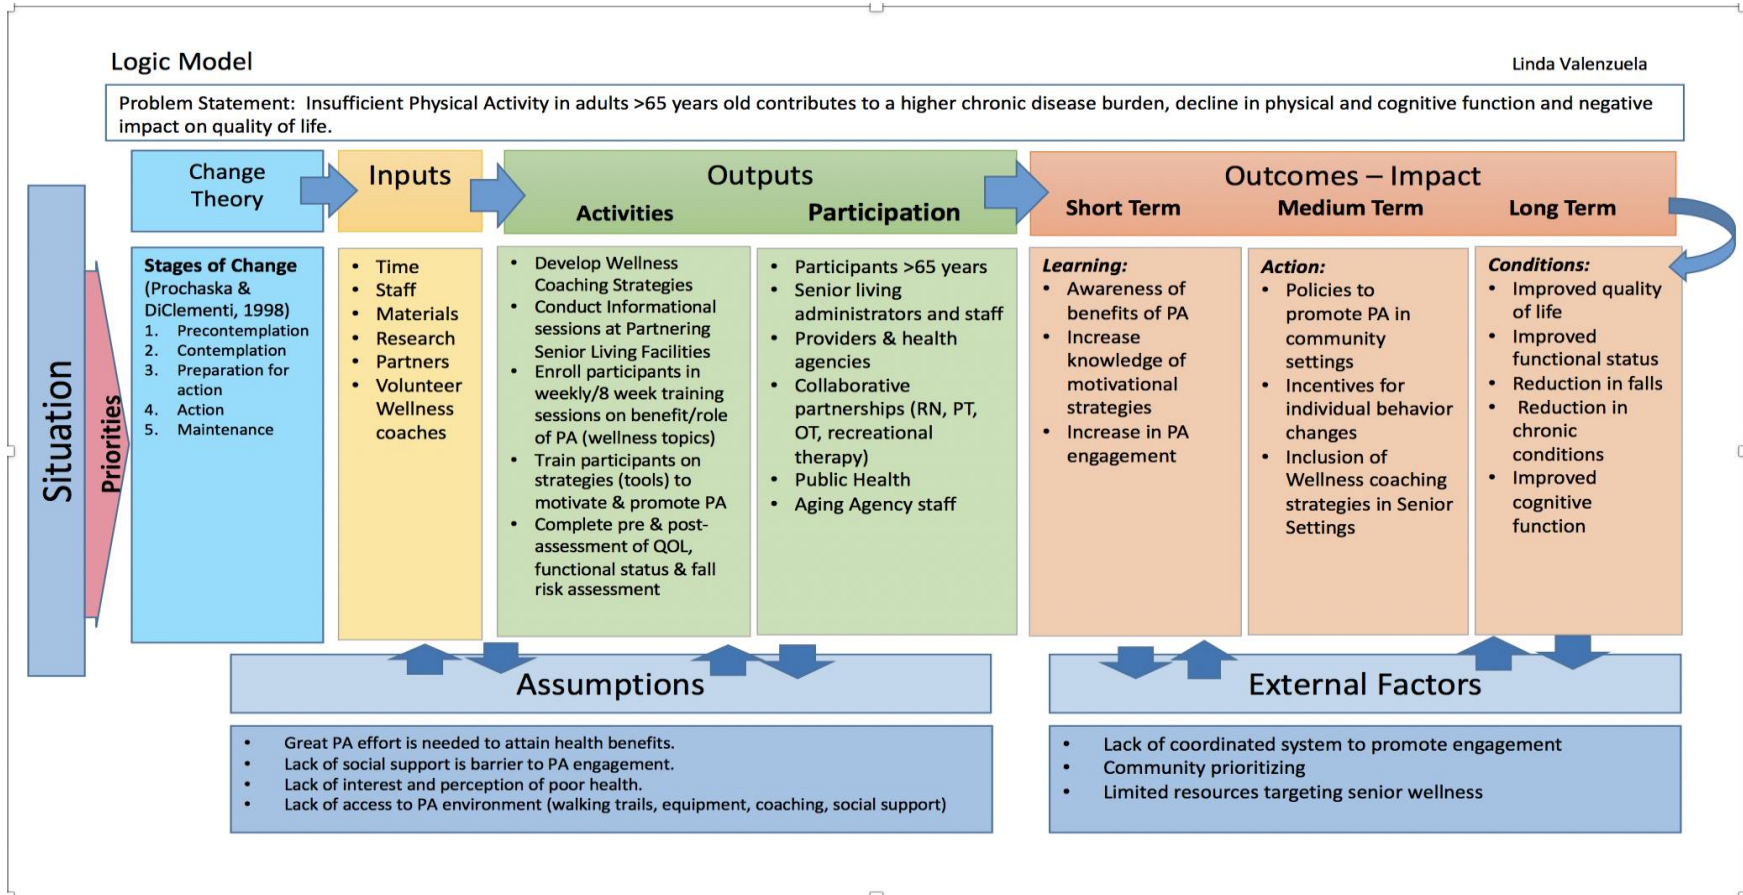 Logic Model
Linda Valenzuela
Problem Statement:  Insufficient Physical Activity in adults >65 years old contributes to a higher chronic disease burden, decline in physical and cognitive function and negative
impact on quality of life.
Situation
Priorities
Change
Theory
Stages of Change
(Prochaska &
DiClementi, 1998)
1. Precontemplation
2. Contemplation
3. Preparation for
action
4. Action
5. Maintenance
Inputs
• Time
• Staff
• Materials
• Research
• Partners
• Volunteer
Wellness
coaches
Outputs
Activities
• Develop Wellness
Coaching Strategies
• Conduct Informational
sessions at Partnering
Senior Living Facilities
• Enroll participants in
weekly/8 week training
sessions on benefit/role
of PA (wellness topics)
• Train participants on
strategies (tools) to
motivate & promote PA
• Complete pre & post-
assessment of QOL,
functional status & fall
risk assessment
Participation
• Participants >65 years
• Senior living
administrators and staff
• Providers & health
agencies
• Collaborative
partnerships (RN, PT,
OT, recreational
therapy)
• Public Health
• Aging Agency staff
Outcomes – Impact
Short Term
Learning:
• Awareness of
benefits of PA
• Increase
knowledge of
motivational
strategies
• Increase in PA
engagement
Medium Term
Action:
• Policies to
promote PA in
community
settings
• Incentives for
individual behavior
changes
• Inclusion of
Wellness coaching
strategies in Senior
Settings
Long Term
Conditions:
• Improved quality
of life
• Improved
functional status
• Reduction in falls
• Reduction in
chronic
conditions
• Improved
cognitive
function
Assumptions
• Great PA effort is needed to attain health benefits.
• Lack of social support is barrier to PA engagement.
• Lack of interest and perception of poor health.
• Lack of access to PA environment (walking trails, equipment, coaching, social support)
External Factors
• Lack of coordinated system to promote engagement
• Community prioritizing
• Limited resources targeting senior wellness